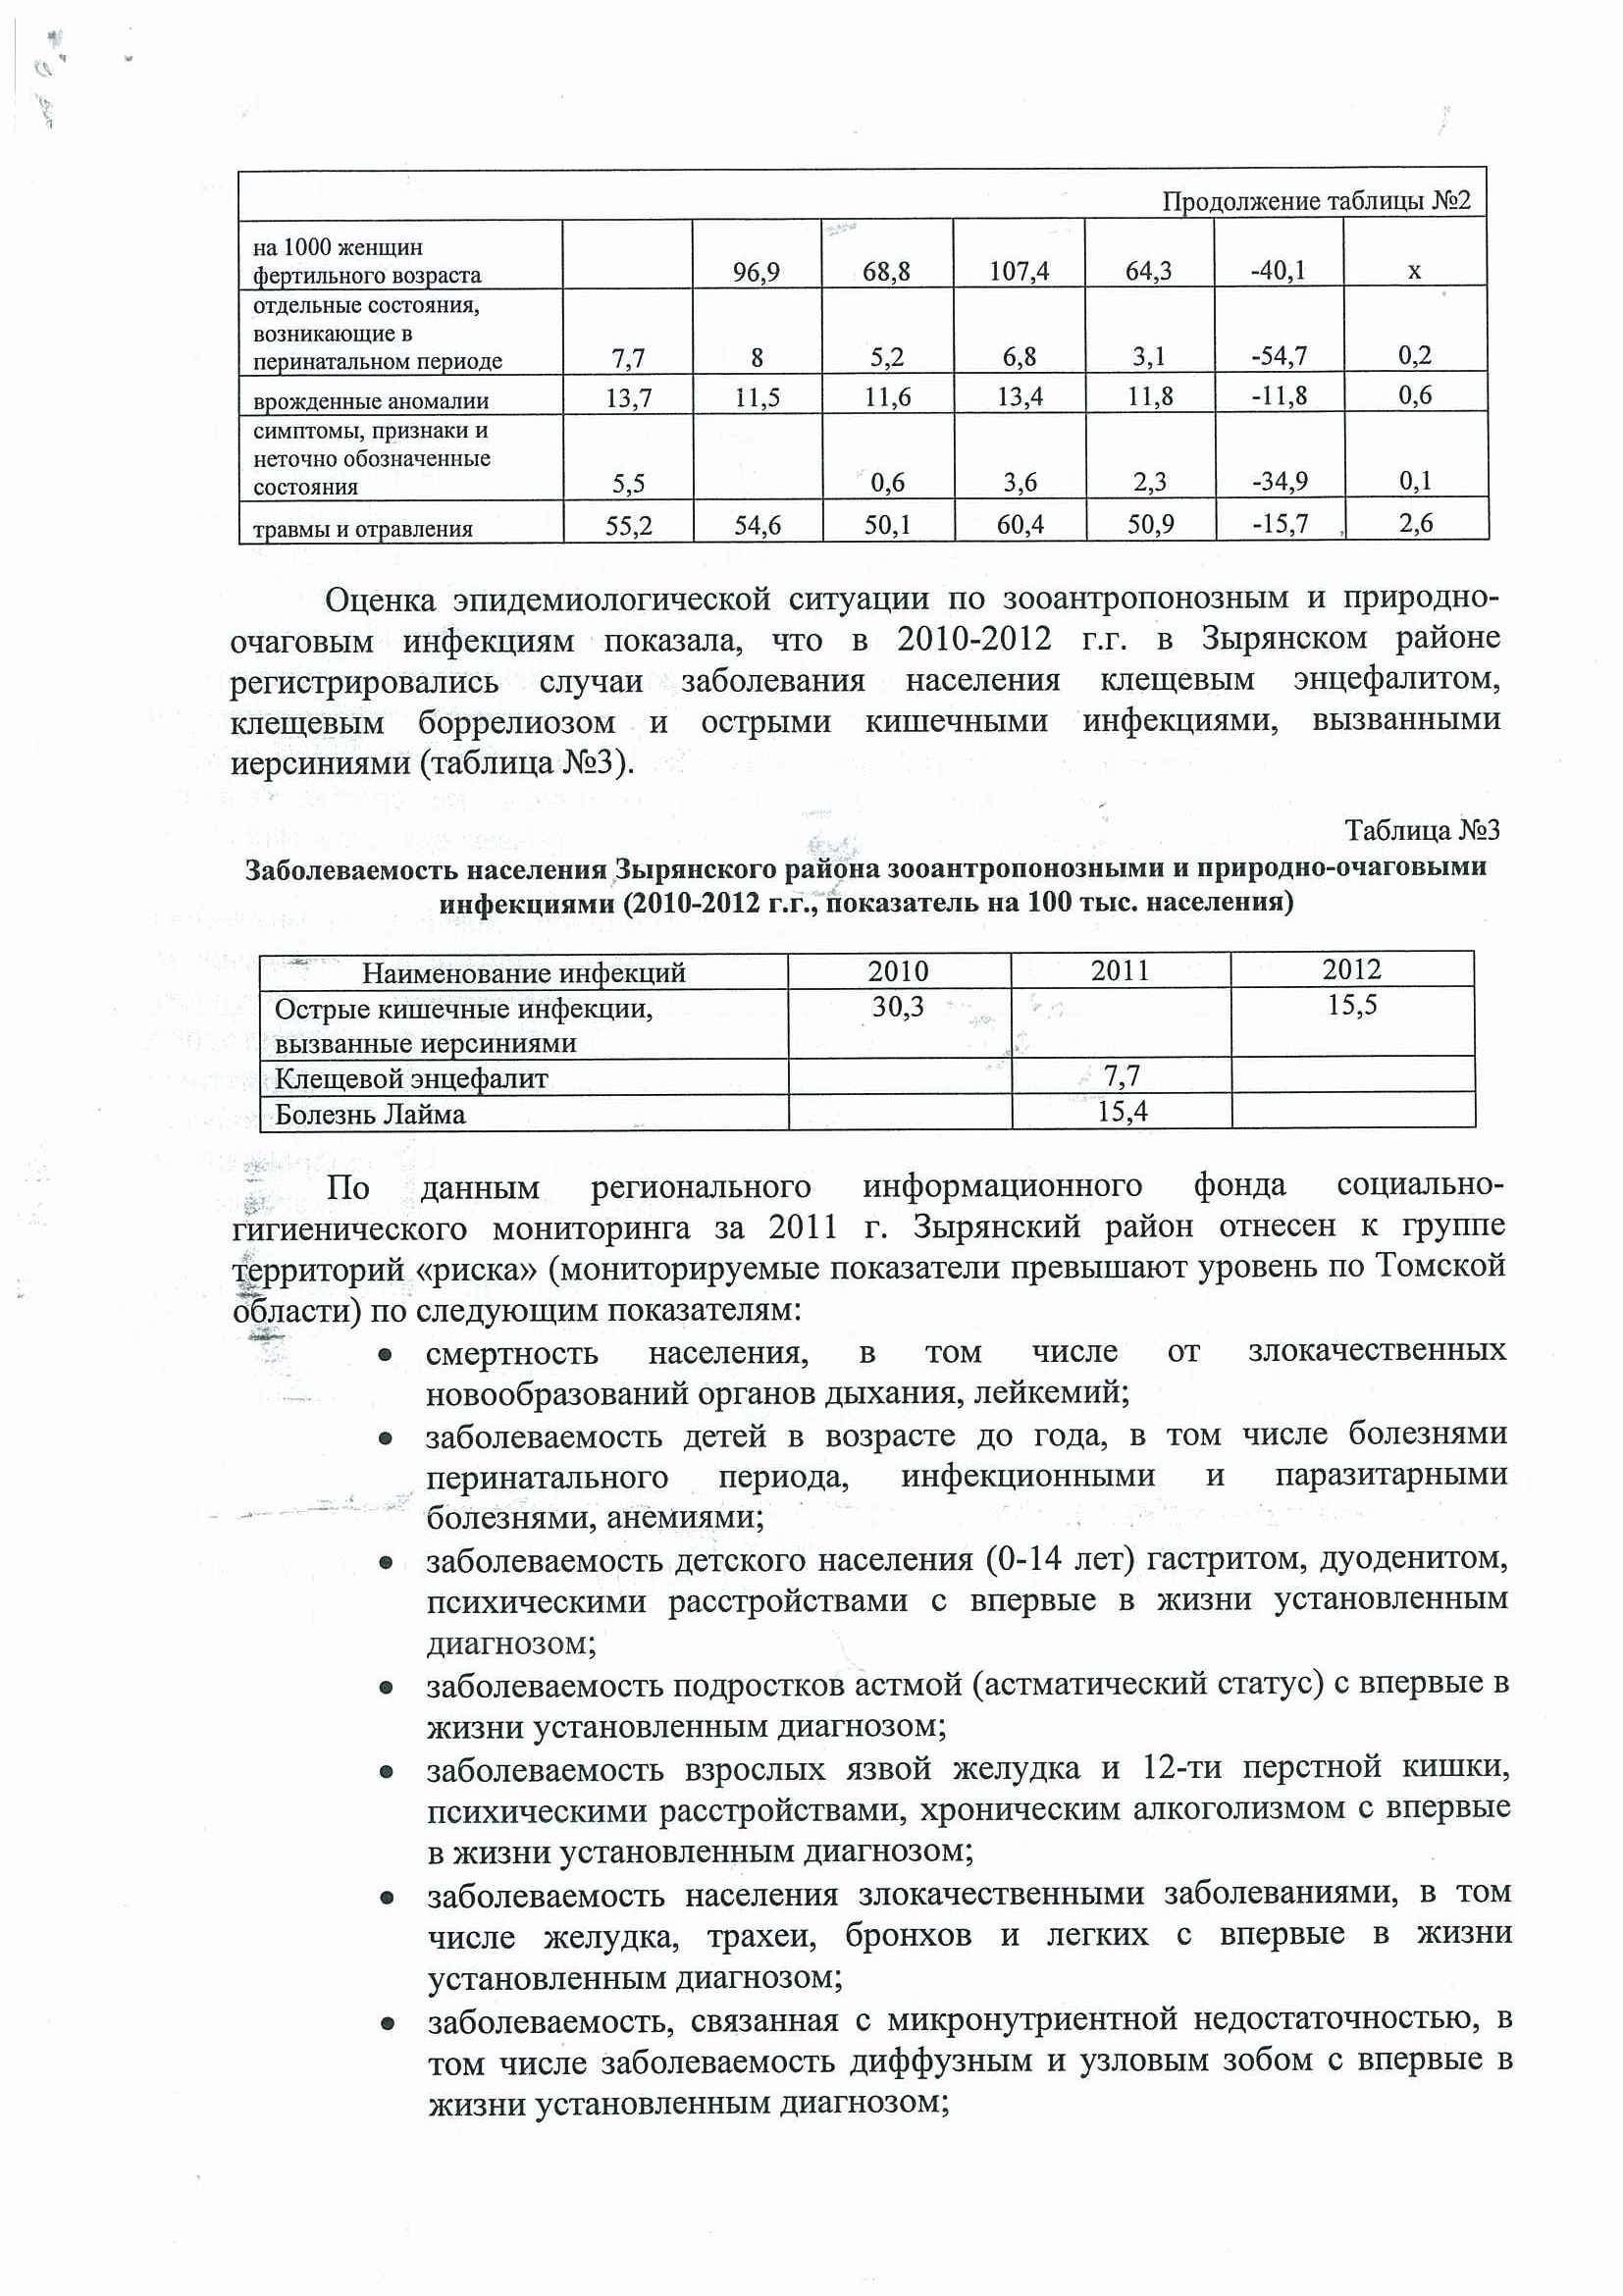 Продолжение таблицы №2
на 1000 женщин
фертильного возраста 96,9 68,8 107,4 64,3 -40,1 х
отдельные состояния,
возникающие в
перинатальном периоде 7,7 8 5,2 6,8 3,1 -54,7 0,2
врожденные аномалии 13,7 11,5 11,6 13,4 11,8 -11,8 0,6
симптомы, признаки и
неточно обозначенные
состояния 5,5 0,6 3,6 2,3 -34,9 0,1
травмы и отравления 55,2 54,6 50,1 60,4 50,9 -15,7 2,6
Оценка эпидемиологической ситуации по зооантропонозным и природно-
очаговым инфекциям показала, что в 2010-2012 г.г. в Зырянском районе
регистрировались случаи заболевания населения клещевым энцефалитом,
клещевым боррелиозом и острыми кишечными инфекциями, вызванными
иерсиниями (таблица №3).
Таблица №3
Заболеваемость населения Зырянского района зооантропонозными и природно-очаговыми
инфекциями (2010-2012 г.г., показатель на 100 тыс. населения)
Наименование инфекций 2010 2011 2012
Острые кишечные инфекции, 30,3 15,5
вызванные иерсиниями
Клещевой энцефалит 7,7
Болезнь Лайма 15,4
По данным регионального информационного фонда социально-
гигиенического мониторинга за 2011 г. Зырянский район отнесен к группе
территорий «риска» (мониторируемые показатели превышают уровень по Томской
области) по следующим показателям:
• смертность населения, в том числе от злокачественных
новообразований органов дыхания, лейкемий;
• заболеваемость детей в возрасте до года, в том числе болезнями
перинатального периода, инфекционными и паразитарными
болезнями, анемиями;
• заболеваемость детского населения (0-14 лет) гастритом, дуоденитом,
психическими расстройствами с впервые в жизни установленным
диагнозом;
• заболеваемость подростков астмой (астматический статус) с впервые в
жизни установленным диагнозом;
• заболеваемость взрослых язвой желудка и 12-ти перстной кишки,
психическими расстройствами, хроническим алкоголизмом с впервые
в жизни установленным диагнозом;
• заболеваемость населения злокачественными заболеваниями, в том
числе желудка, трахеи, бронхов и легких с впервые в жизни
установленным диагнозом;
• заболеваемость, связанная с микронутриентной недостаточностью, в
том числе заболеваемость диффузным и узловым зобом с впервые в
жизни установленным диагнозом;